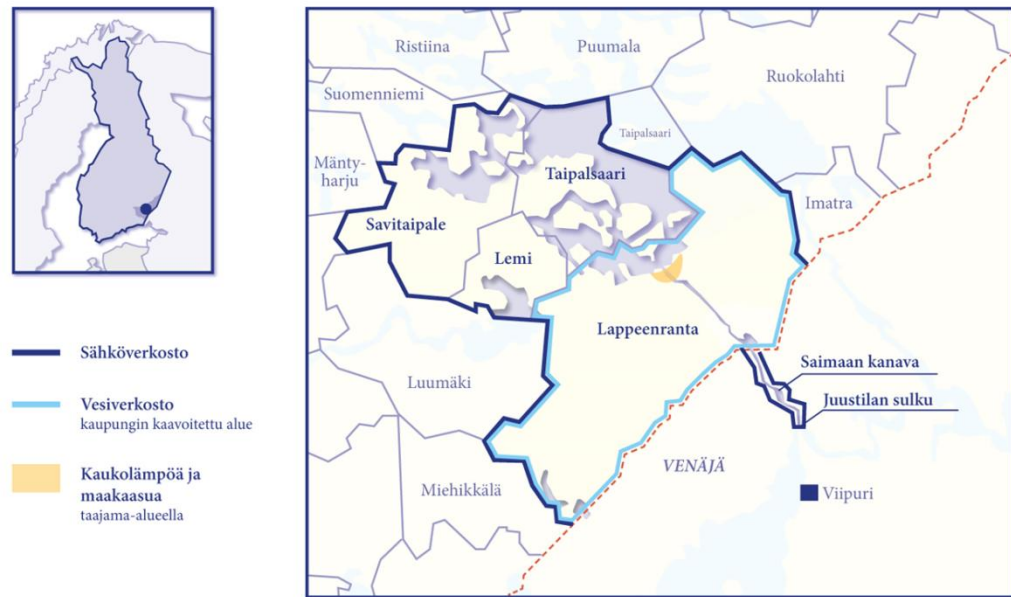 Sähköverkosto
Vesiverkosto
kaupungin kaavoitettu alue
Kaukolämpöä ja
maakaasua
taajama-alueella
Ristiina
Puumala
Ruokolahti
Suomenniemi
Taipalsaari
Mänty-
harju
Taipalsaari
Imatra
Savitaipale
Lemi
Lappeenranta
Luumäki
Saimaan kanava
Juustilan sulku
VENÄJÄ
Miehikkälä
Viipuri